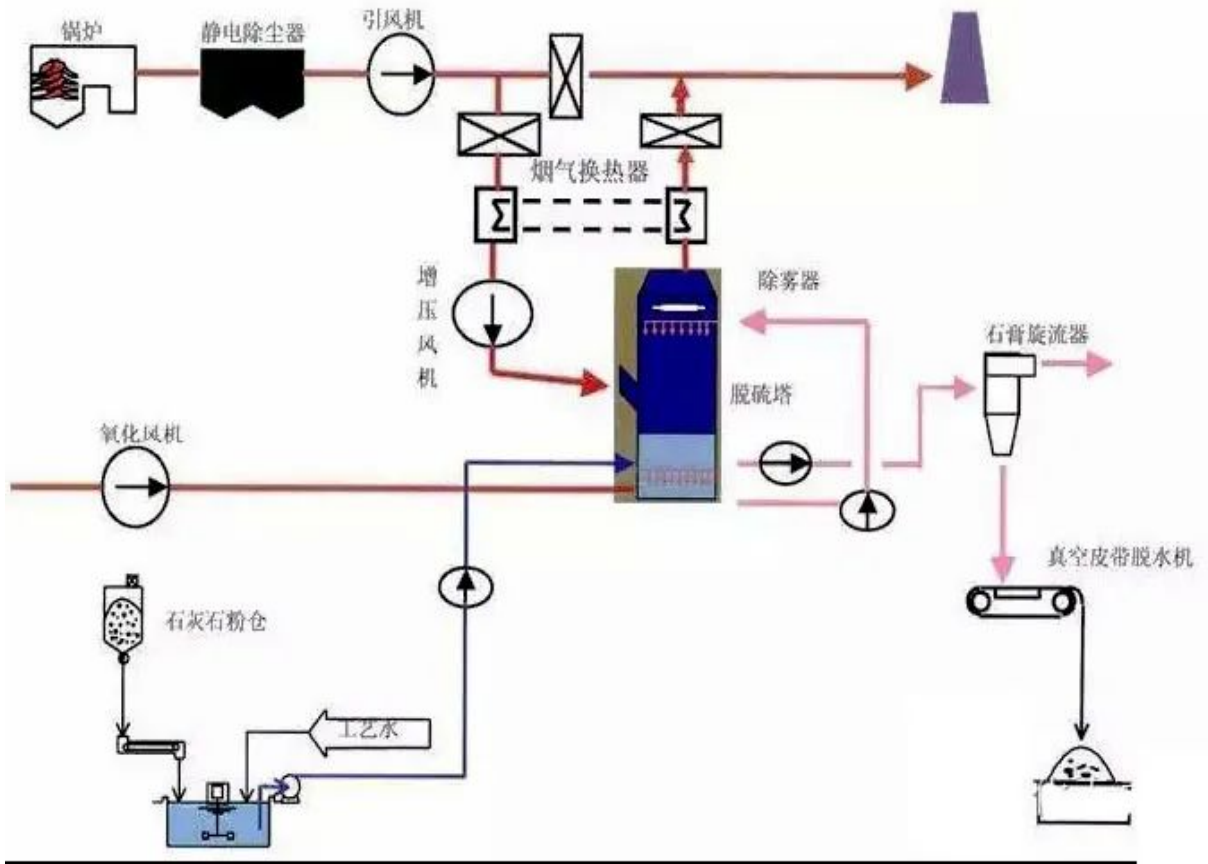 锅炉
静电除尘器
引风机
烟气换热器
增压风机
除雾器
石膏旋流器
脱硫塔
氧化风机
真空皮带脱水机
石灰石粉仓
工艺水